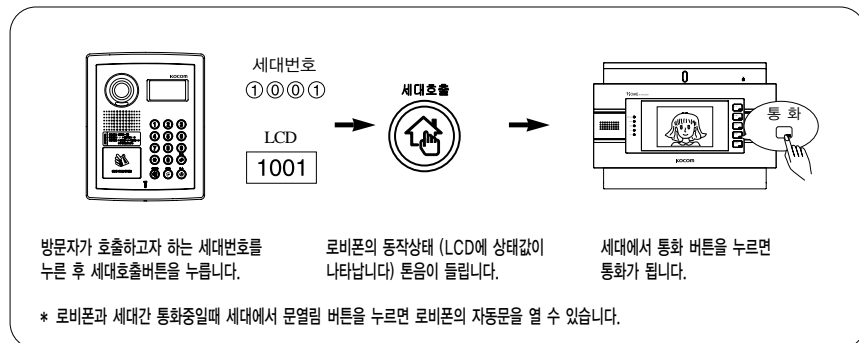 KOCOM
세대번호
①⓪⓪①
LCD
1001
세대호출
통 화
KOCOM
방문자가 호출하고자 하는 세대번호를
누른 후 세대호출버튼을 누릅니다.
로비폰의 동작상태 (LCD에 상태값이
나타납니다) 톤음이 들립니다.
세대에서 통화 버튼을 누르면
통화가 됩니다.
* 로비폰과 세대간 통화중일때 세대에서 문열림 버튼을 누르면 로비폰의 자동문을 열 수 있습니다.